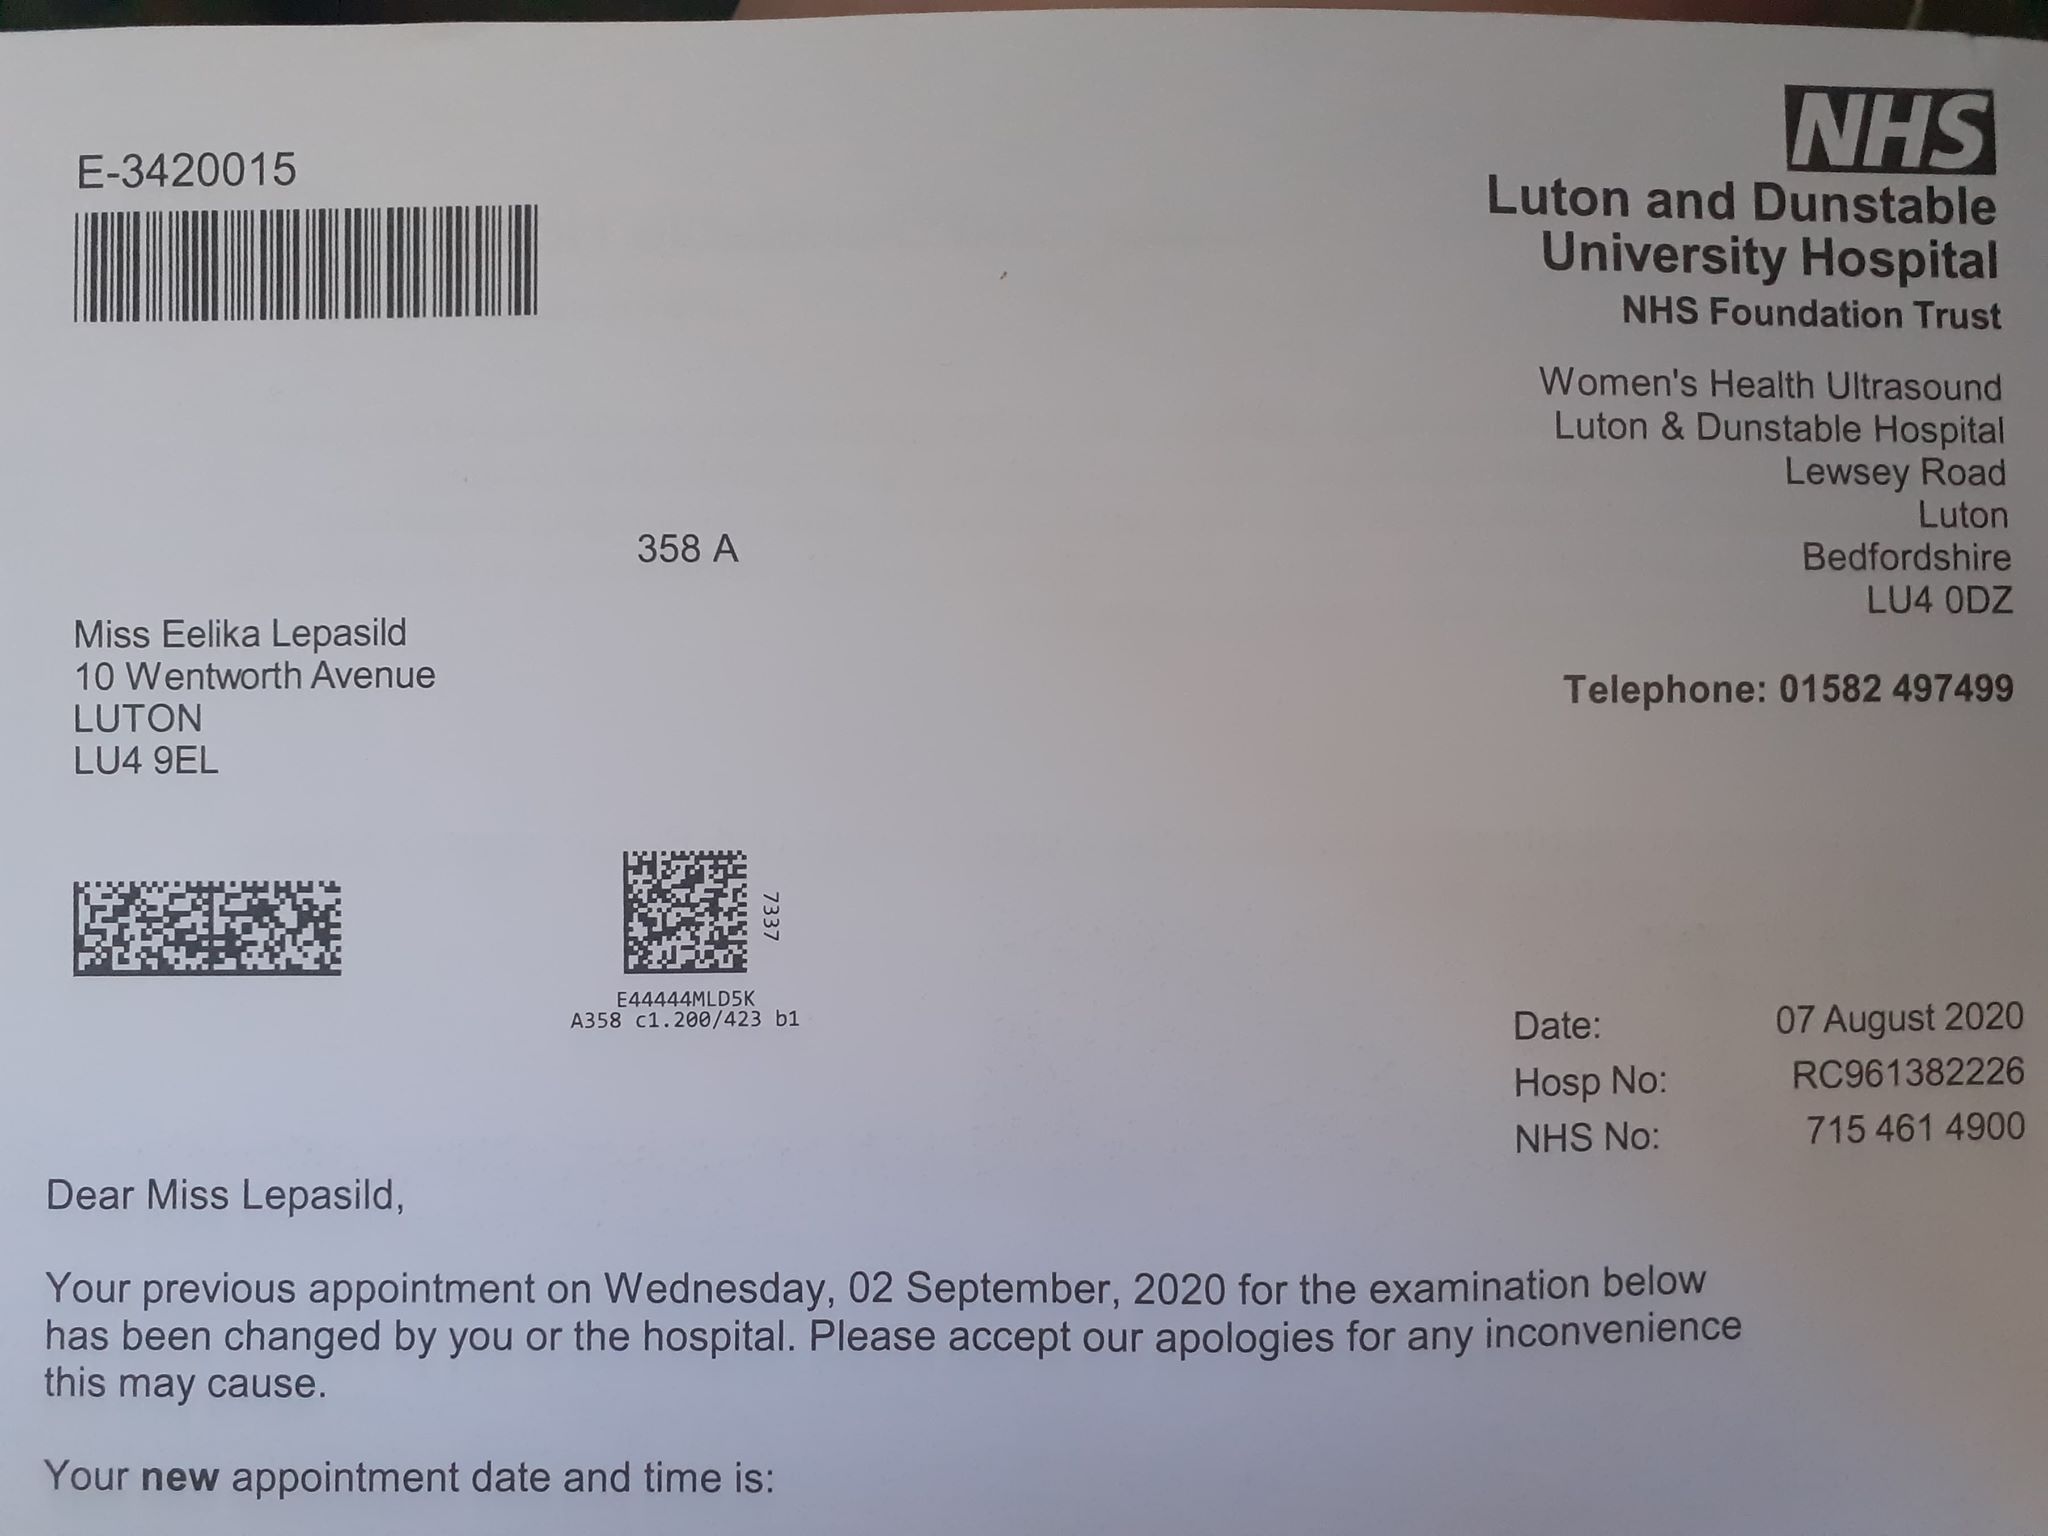 E-3420015
NHS
Luton and Dunstable
University Hospital
NHS Foundation Trust
Women's Health Ultrasound
Luton & Dunstable Hospital
Lewsey Road
Luton
Bedfordshire
LU4 0DZ
Telephone: 01582 497499
358 A
Miss Eelika Lepasild
10 Wentworth Avenue
LUTON
LU4 9EL
7337
E44444MLD5K
A358 c1.200/423 b1
Date: 07 August 2020
Hosp No: RC961382226
NHS No: 715 461 4900
Dear Miss Lepasild,
Your previous appointment on Wednesday, 02 September, 2020 for the examination below
has been changed by you or the hospital. Please accept our apologies for any inconvenience
this may cause.
Your new appointment date and time is: